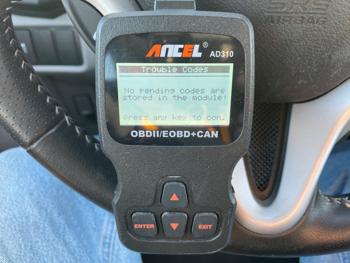 SRS
AIRBAG
ANCEL
AD310
Trouble Codes
No pending codes are
stored in the module!
Press any key to con.
OBDII/EOBD+CAN
ENTER
EXIT